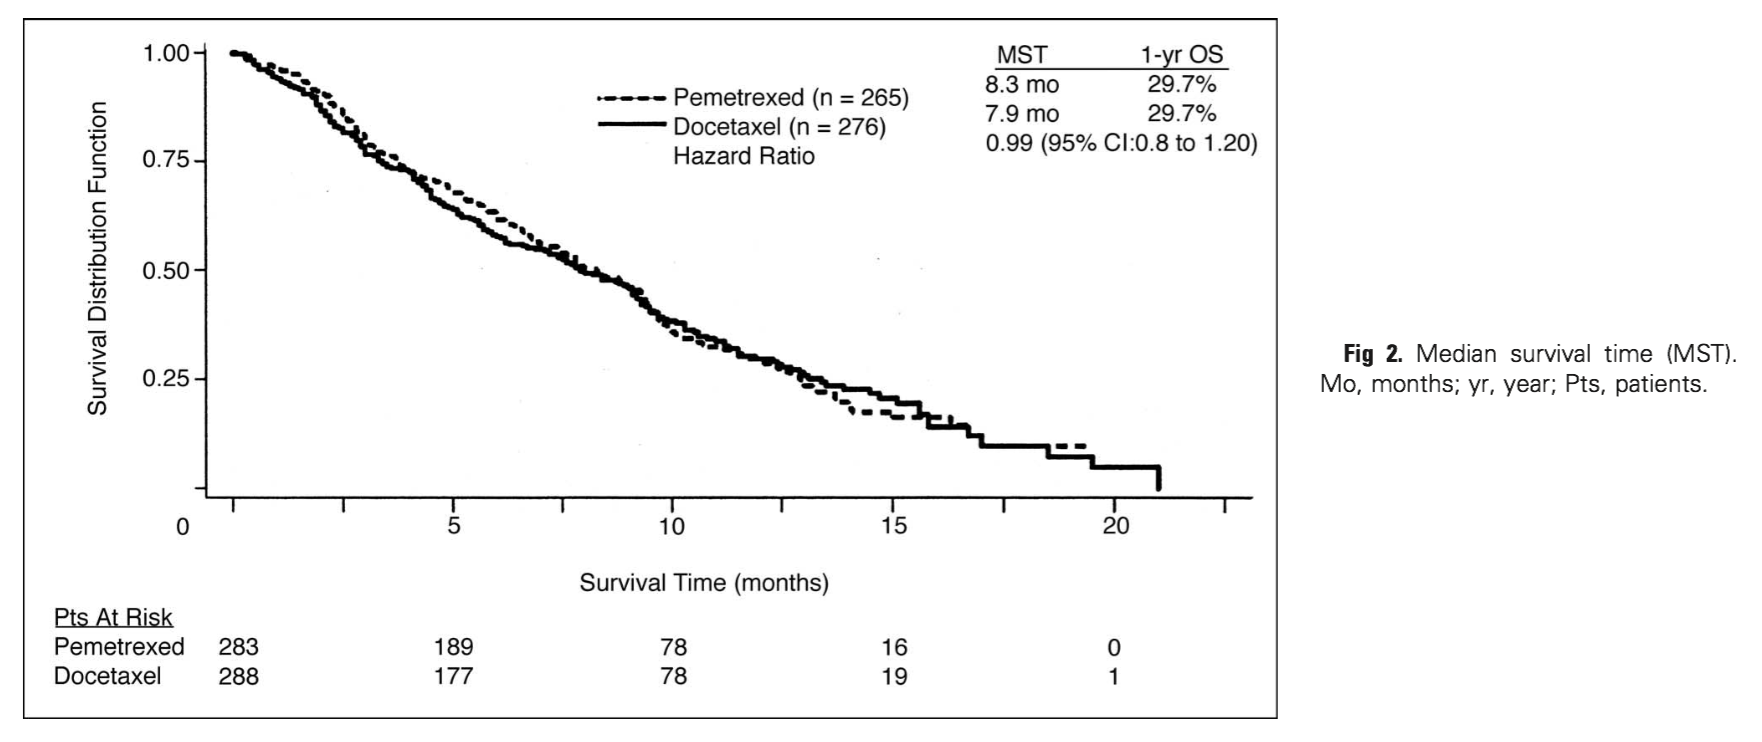 1.00
0.75
0.50
0.25
0
Survival Distribution Function
Pemetrexed (n = 265)
Docetaxel (n = 276)
Hazard Ratio
MST 1-yr OS
8.3 mo 29.7%
7.9 mo 29.7%
0.99 (95% CI:0.8 to 1.20)
5 10 15 20
Survival Time (months)
Pts At Risk
Pemetrexed 283 189 78 16 0
Docetaxel 288 177 78 19 1
Fig 2. Median survival time (MST).
Mo, months; yr, year; Pts, patients.